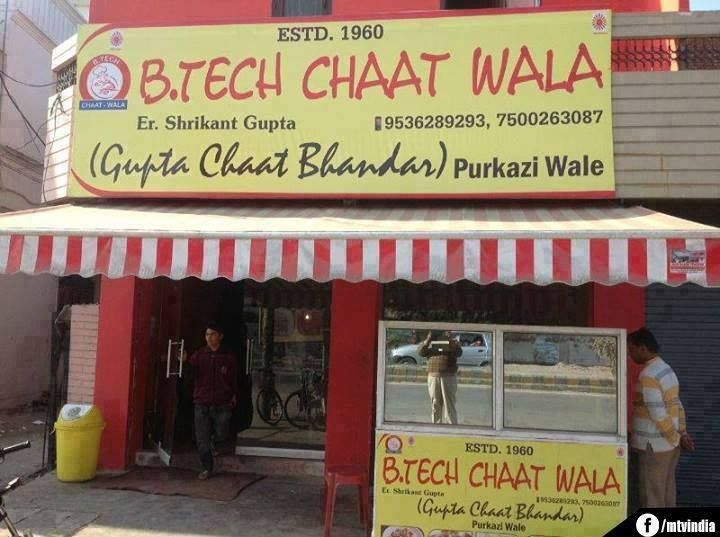 ESTD. 1960
B.TECH
CHAAT-WALA
B.TECH CHAAT WALA
Er. Shrikant Gupta
9536289293, 7500263087
(Gupta Chaat Bhandar) Purkazi Wale
ESTD. 1960
B.TECH CHAAT WALA
Er. Shrikant Gupta
9536289293, 7500263087
(Gupta Chaat Bhandar)
Purkazi Wale
f /mtvindia